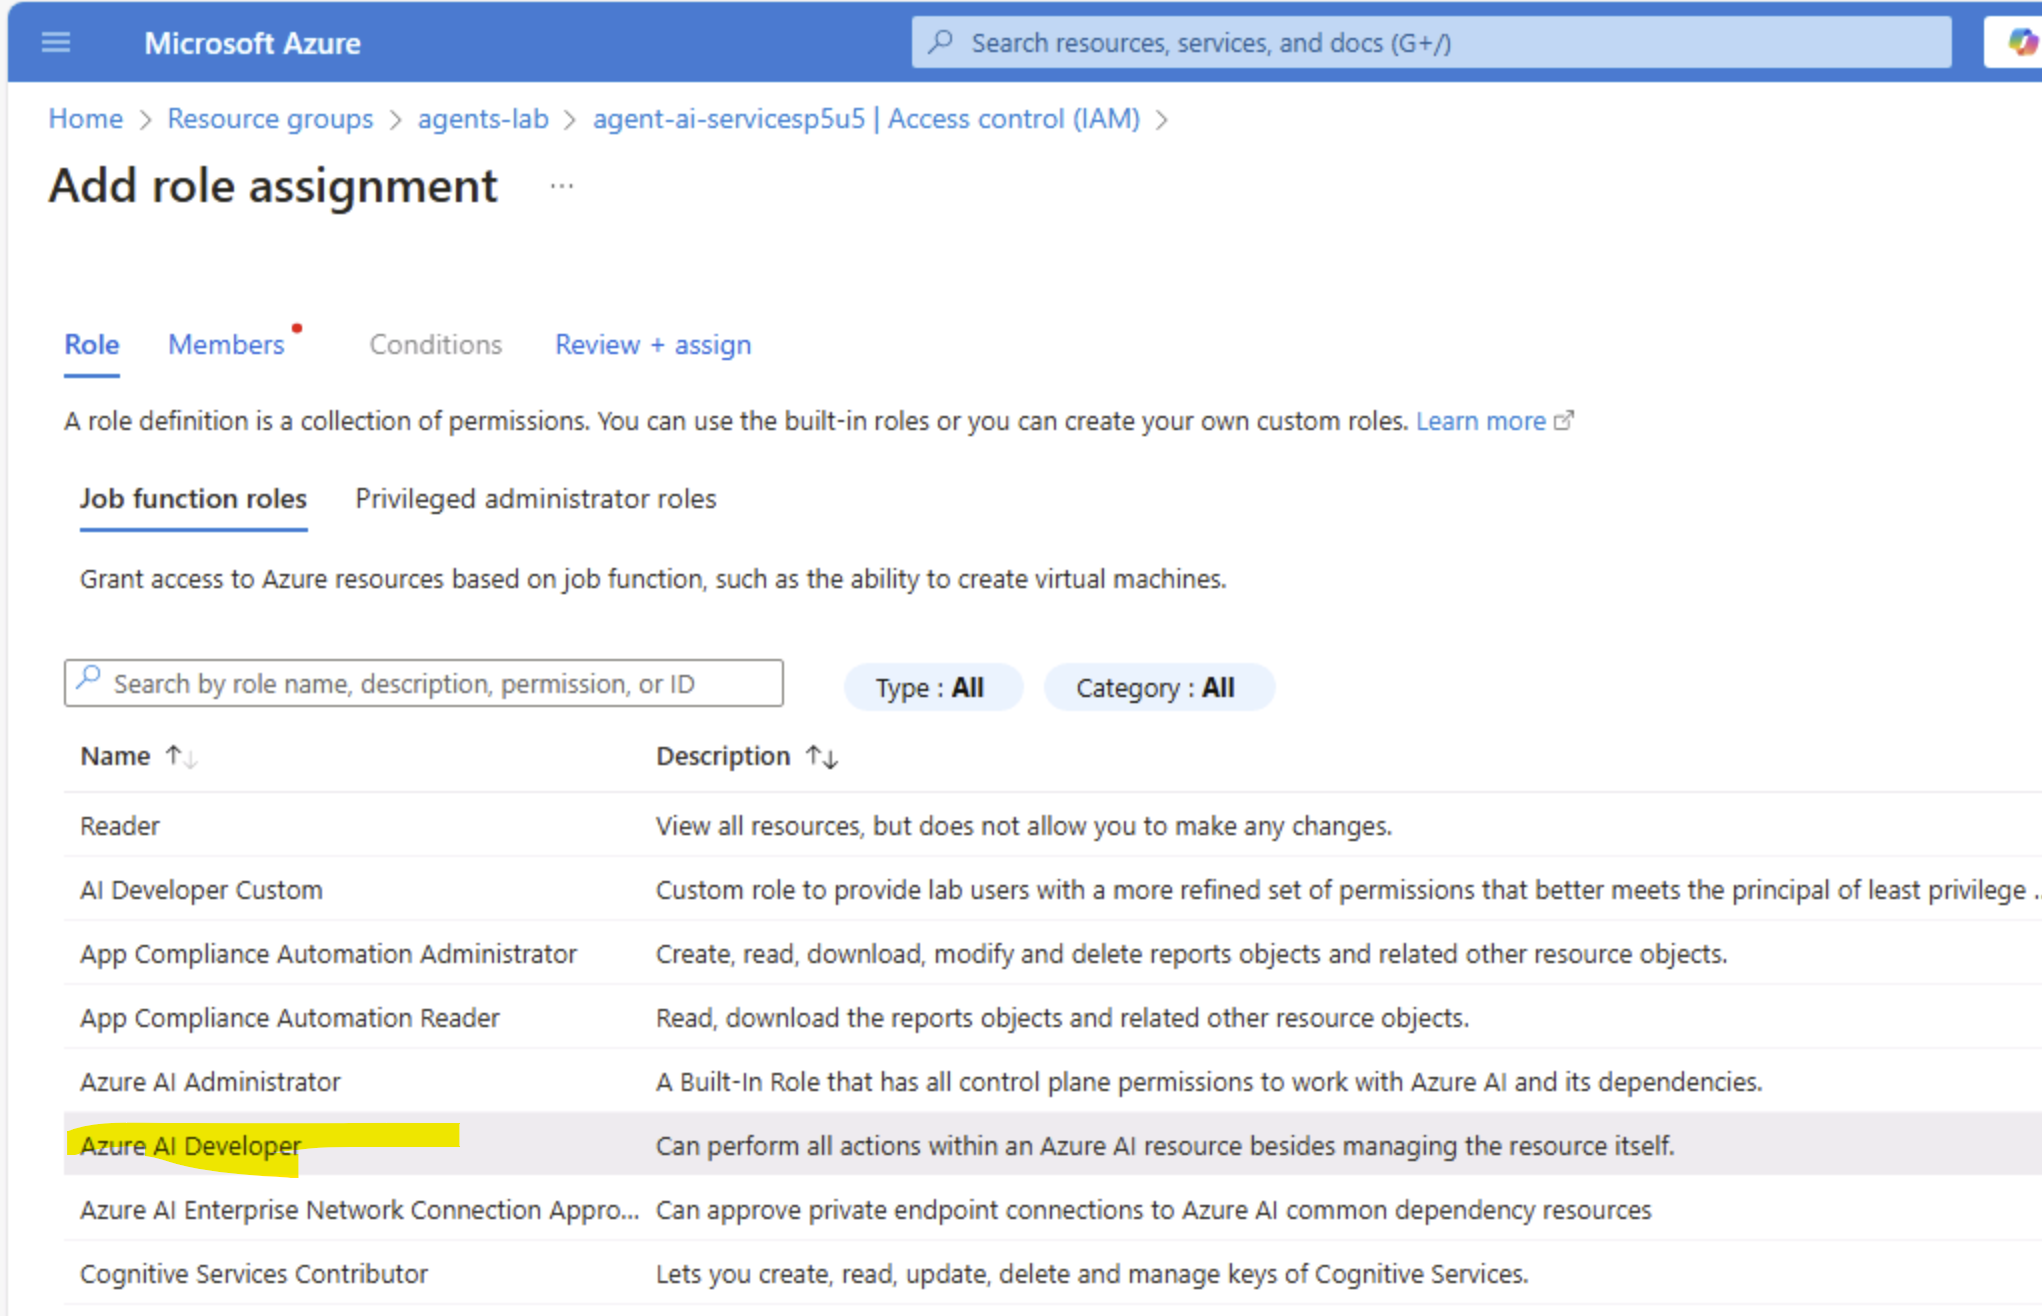 Microsoft Azure
Search resources, services, and docs (G+/)
Home > Resource groups > agents-lab > agent-ai-servicesp5u5 | Access control (IAM) >
Add role assignment ...
Role Members Conditions Review + assign
A role definition is a collection of permissions. You can use the built-in roles or you can create your own custom roles. Learn more
Job function roles Privileged administrator roles
Grant access to Azure resources based on job function, such as the ability to create virtual machines.
Search by role name, description, permission, or ID Type : All Category : All
Name ↑↓ Description ↑↓
Reader View all resources, but does not allow you to make any changes.
AI Developer Custom Custom role to provide lab users with a more refined set of permissions that better meets the principal of least privilege ..
App Compliance Automation Administrator Create, read, download, modify and delete reports objects and related other resource objects.
App Compliance Automation Reader Read, download the reports objects and related other resource objects.
Azure AI Administrator A Built-In Role that has all control plane permissions to work with Azure AI and its dependencies.
Azure AI Developer Can perform all actions within an Azure AI resource besides managing the resource itself.
Azure AI Enterprise Network Connection Appro... Can approve private endpoint connections to Azure AI common dependency resources
Cognitive Services Contributor Lets you create, read, update, delete and manage keys of Cognitive Services.